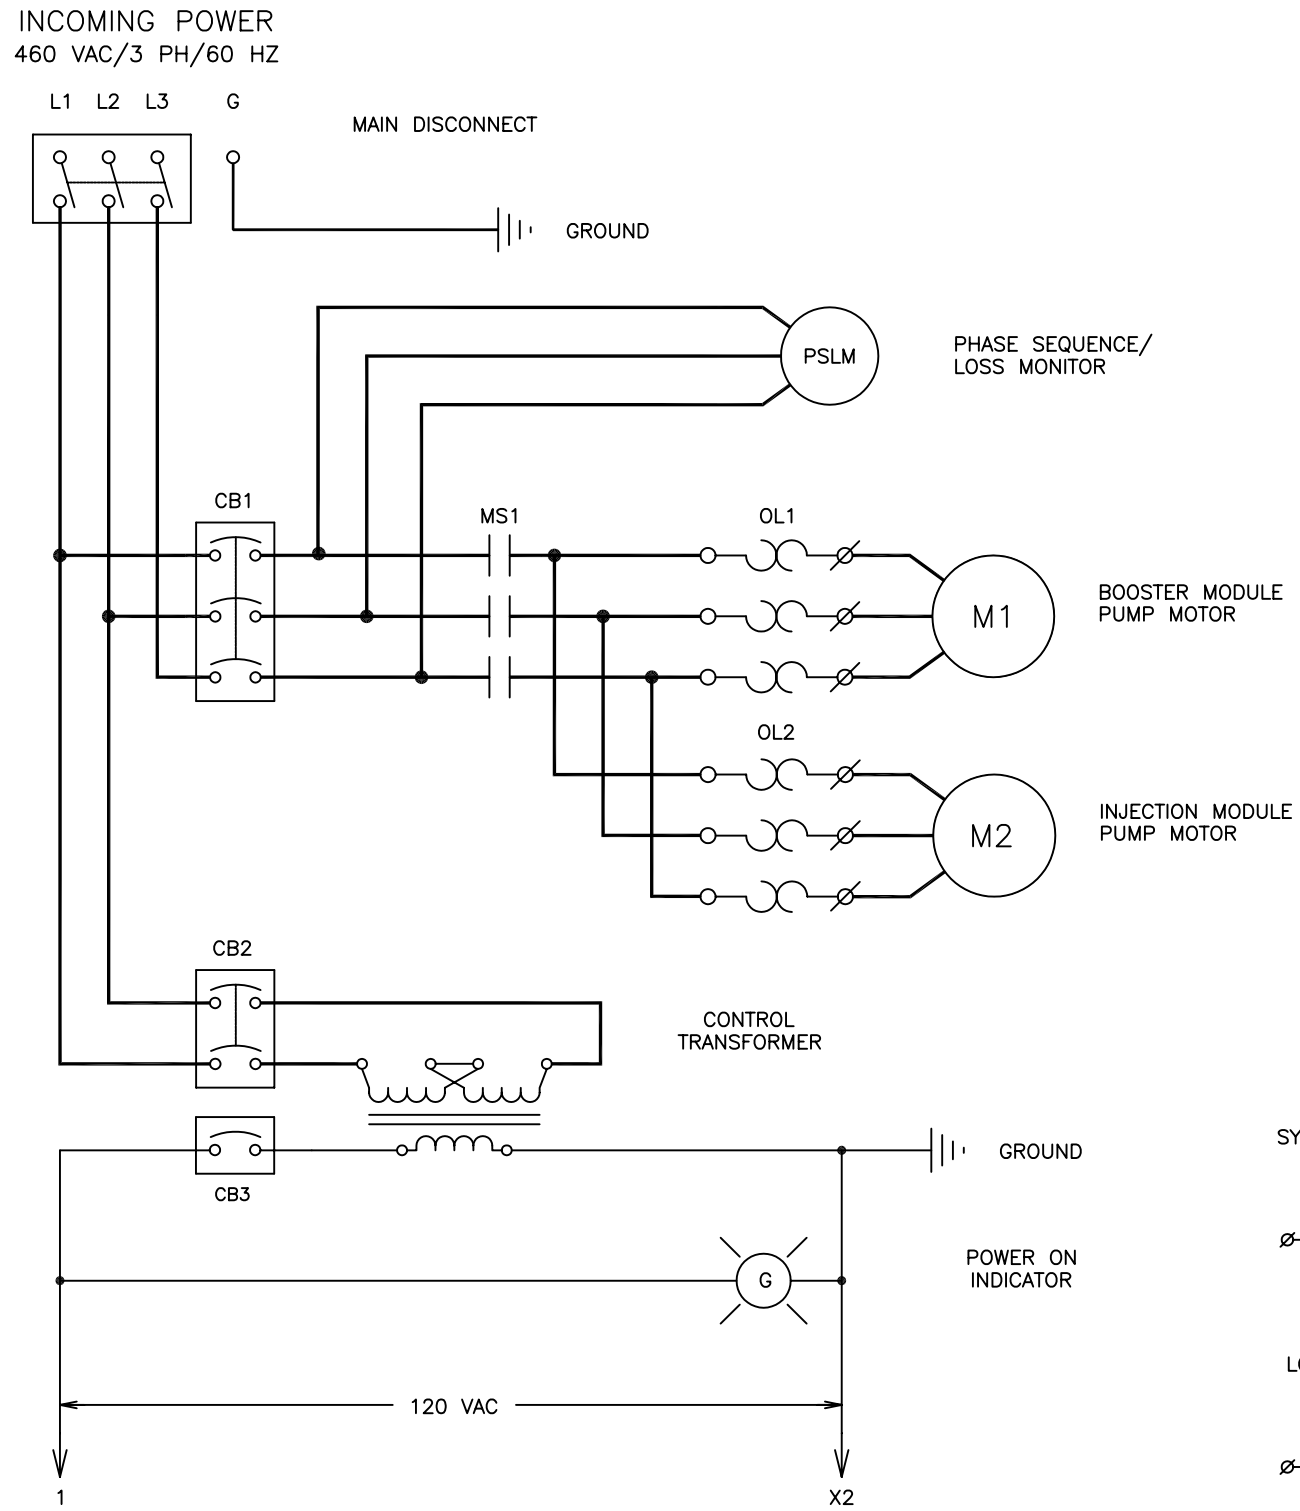 INCOMING POWER
460 VAC/3 PH/60 HZ
L1 L2 L3 G
MAIN DISCONNECT
GROUND
PSLM
PHASE SEQUENCE/
LOSS MONITOR
CB1
MS1
OL1
M1
BOOSTER MODULE
PUMP MOTOR
OL2
M2
INJECTION MODULE
PUMP MOTOR
CB2
CONTROL
TRANSFORMER
CB3
GROUND
SY
G
POWER ON
INDICATOR
120 VAC
1
X2